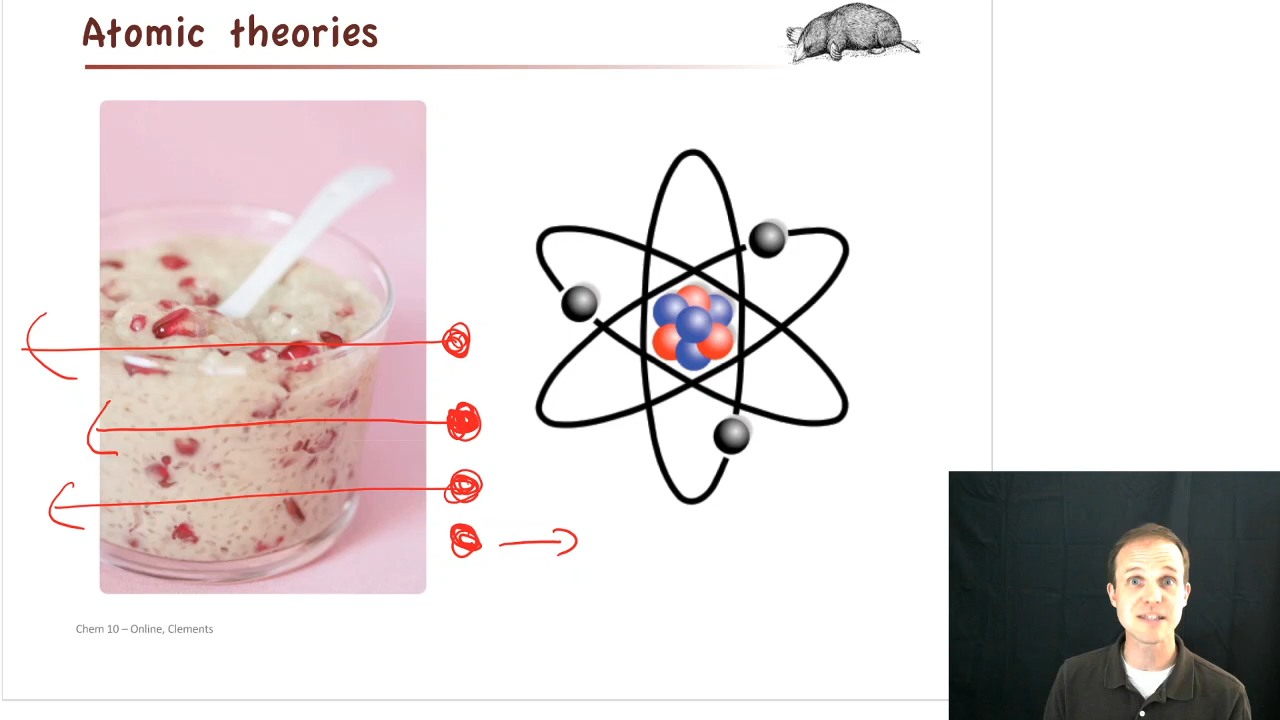 Atomic theories
Chem 10 – Online, Clements